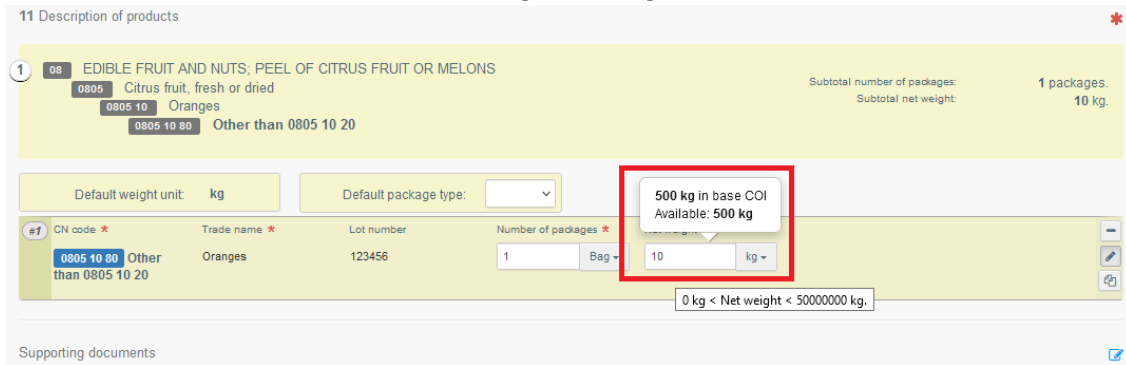 11 Description of products
*
1
08 EDIBLE FRUIT AND NUTS; PEEL OF CITRUS FRUIT OR MELONS
0805 Citrus fruit, fresh or dried
0805 10 Oranges
0805 10 80 Other than 0805 10 20
Subtotal number of packages: 1 packages.
Subtotal net weight: 10 kg.
Default weight unit: kg
Default package type:
500 kg in base COI
Available: 500 kg
#1 CN code * Trade name * Lot number Number of packages *
0805 10 80 Other than 0805 10 20
Oranges
123456
1 Bag
10 kg
0 kg < Net weight < 50000000 kg.
Supporting documents